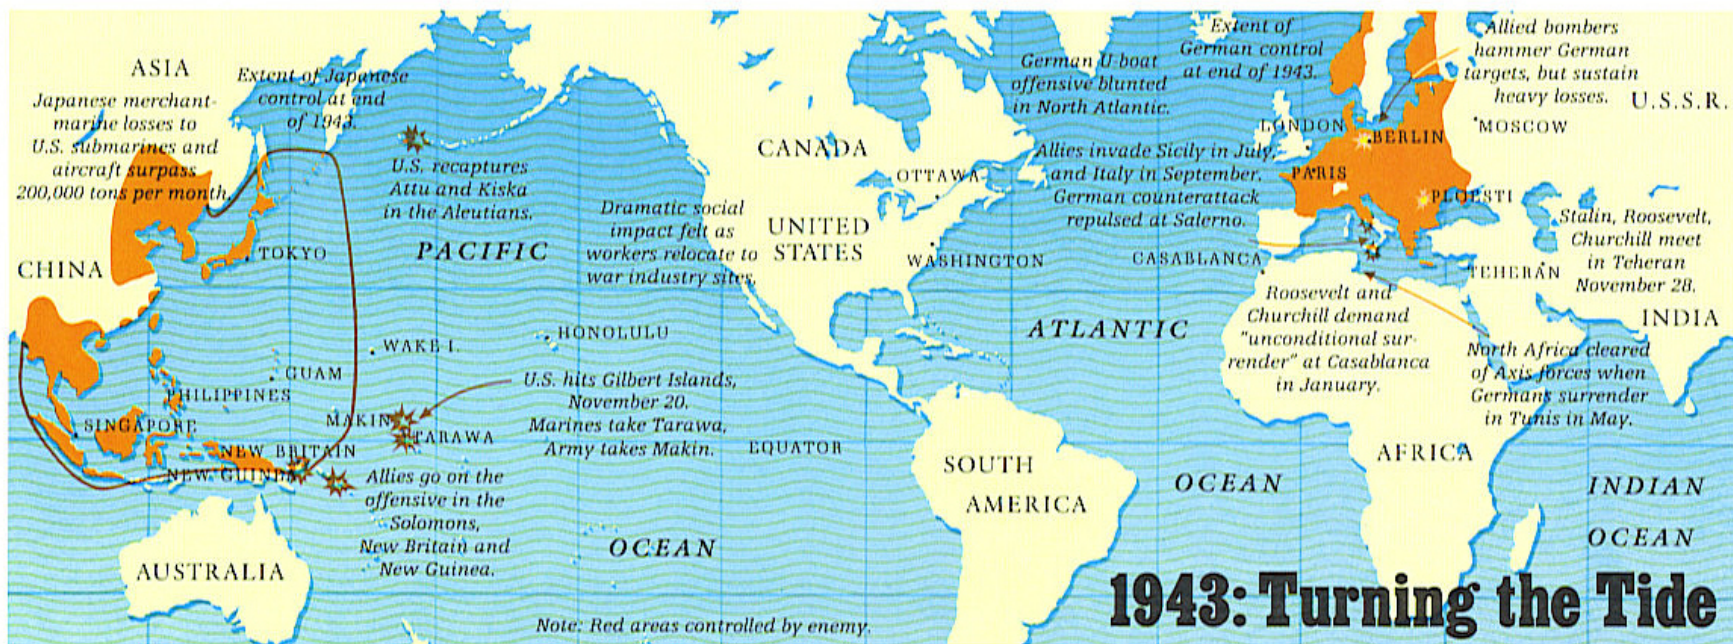 ASIA
Japanese merchant-
marine losses to
U.S. submarines and
aircraft surpass
200,000 tons per month.
Extent of Japanese
control at end
of 1943.
U.S. recaptures
Attu and Kiska
in the Aleutians.
PACIFIC
Dramatic social
impact felt as
workers relocate to
war industry sites.
CHINA
TOKYO
WAKE I.
HONOLULU
GUAM
PHILIPPINES
SINGAPORE
MAKIN
TARAWA
NEW BRITAIN
NEW GUINEA
U.S. hits Gilbert Islands,
November 20.
Marines take Tarawa,
Army takes Makin.
EQUATOR
Allies go on the
offensive in the
Solomons,
New Britain and
New Guinea.
OCEAN
AUSTRALIA
Note: Red areas controlled by enemy.
CANADA
OTTAWA
UNITED
STATES
WASHINGTON
German U-boat
offensive blunted
in North Atlantic.
Extent of
German control
at end of 1943.
Allied bombers
hammer German
targets, but sustain
heavy losses.
U.S.S.R.
LONDON
BERLIN
MOSCOW
PARIS
PLOESTI
Allies invade Sicily in July,
and Italy in September.
German counterattack
repulsed at Salerno.
CASABLANCA
Stalin, Roosevelt,
Churchill meet
in Teheran
November 28.
TEHERAN
INDIA
ATLANTIC
Roosevelt and
Churchill demand
"unconditional sur-
render" at Casablanca
in January.
North Africa cleared
of Axis forces when
Germans surrender
in Tunis in May.
SOUTH
AMERICA
AFRICA
OCEAN
INDIAN
OCEAN
1943: Turning the Tide